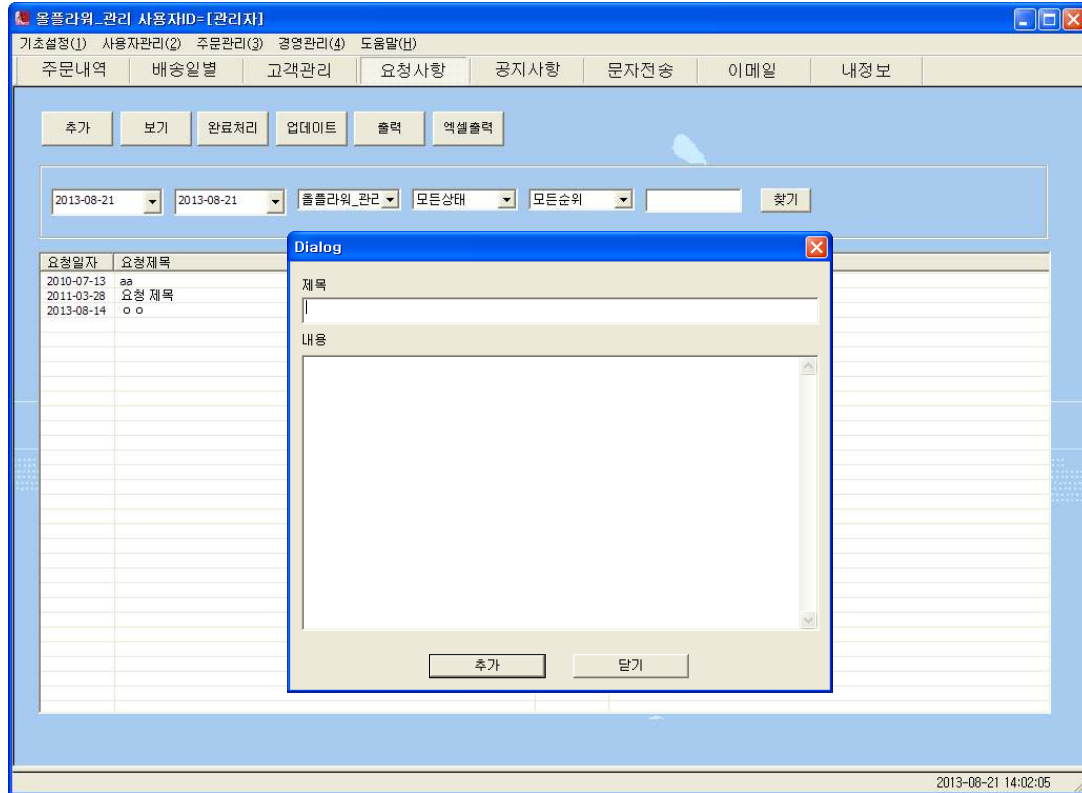 올플라워_관리 사용자ID=[관리자]
기초설정(1) 사용자관리(2) 주문관리(3) 경영관리(4) 도움말(H)
주문내역 배송일별 고객관리 요청사항 공지사항 문자전송 이메일 내정보
추가 보기 완료처리 업데이트 출력 엑셀출력
2013-08-21 2013-08-21 올플라워_관리 모든상태 모든순위 찾기
Dialog
요청일자 요청제목
2010-07-13 aa
2011-03-28 요청 제목
2013-08-14 ㅇㅇ
제목
내용
추가 닫기
2013-08-21 14:02:05